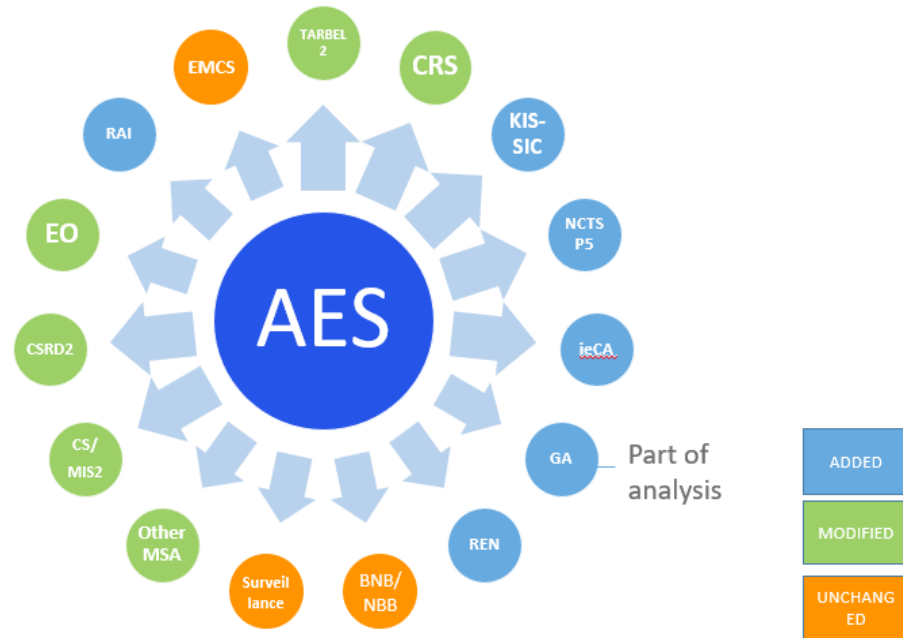 TARBEL
2
CRS
EMCS
KIS-
SIC
RAI
NCTS
P5
EO
AES
CSRD2
ieCA
CS/
MIS2
GA
Part of
analysis
ADDED
Other
MSA
REN
MODIFIED
Surveil
lance
BNB/
NBB
UNCHANG
ED